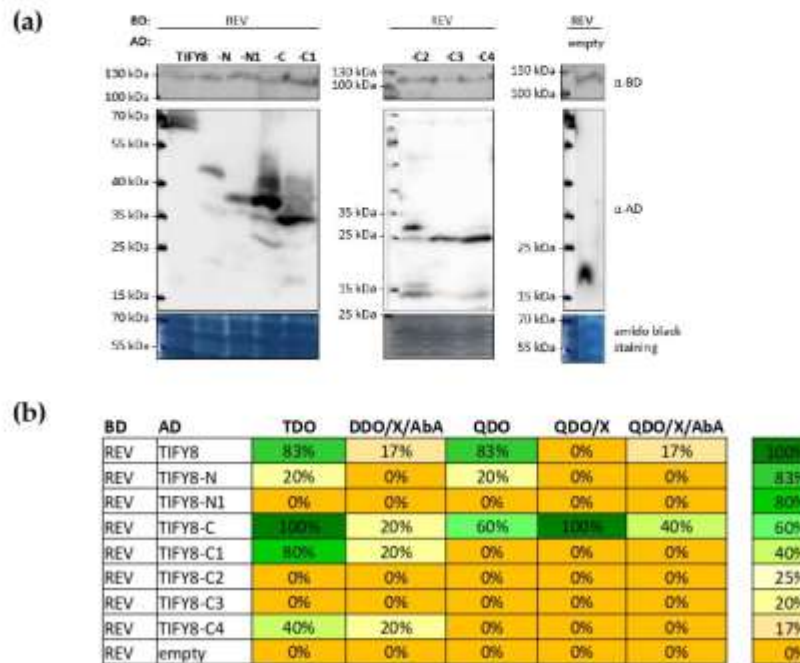 (a)
BD: REV REV REV
AD: TIFY8 -N -N1 -C -C1 -C2 -C3 -C4 empty
130 kDa 130 kDa 130 kDa α-BD
100 kDa 100 kDa 100 kDa
70 kDa
55 kDa
40 kDa
35 kDa 35 kDa α-AD
25 kDa 25 kDa 25 kDa
15 kDa 15 kDa 15 kDa
70 kDa 25 kDa 70 kDa amido black
55 kDa 55 kDa staining
(b)
BD AD TDO DDO/X/AbA QDO QDO/X QDO/X/AbA
REV TIFY8 83% 17% 83% 0% 17% 100%
REV TIFY8-N 20% 0% 20% 0% 0% 83%
REV TIFY8-N1 0% 0% 0% 0% 0% 80%
REV TIFY8-C 100% 20% 60% 100% 40% 60%
REV TIFY8-C1 80% 20% 0% 0% 0% 40%
REV TIFY8-C2 0% 0% 0% 0% 0% 25%
REV TIFY8-C3 0% 0% 0% 0% 0% 20%
REV TIFY8-C4 40% 20% 0% 0% 0% 17%
REV empty 0% 0% 0% 0% 0% 0%